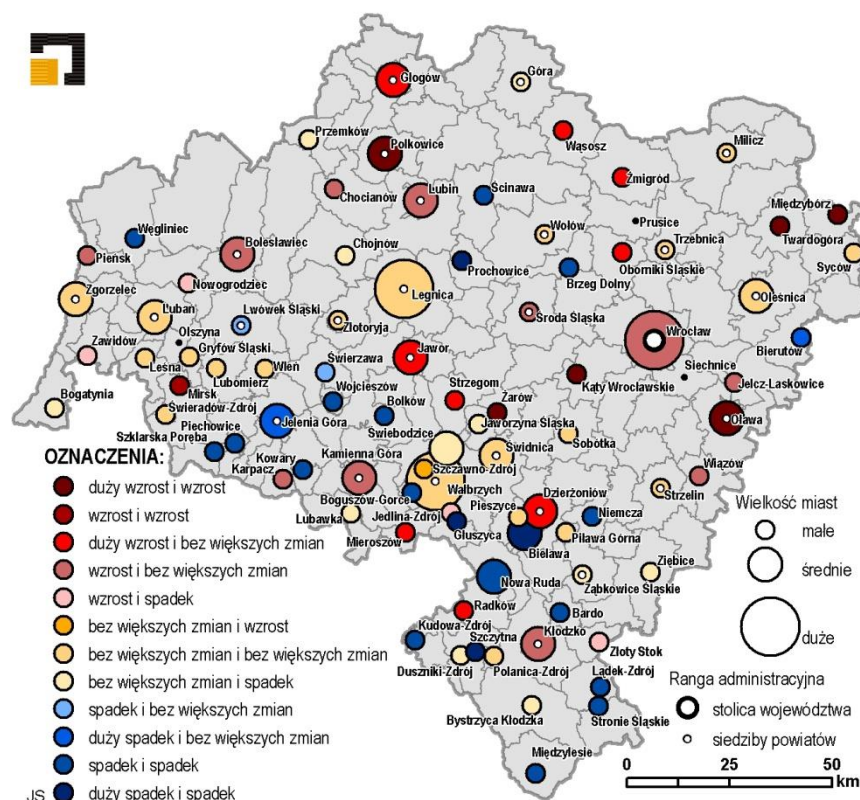 Głogów
Góra
Przemków
Wąsosz
Milicz
Polkowice
Żmigród
Chocianów
Lubin
Ścinawa
Międzybórz
Prusice
Twardogóra
Węgliniec
Bolesławiec
Wołów
Trzebnica
Pieńsk
Chojnów
Prochowice
Oborniki Śląskie
Syców
Brzeg Dolny
Nowogrodziec
Zgorzelec
Legnica
Oleśnica
Lubań
Lwówek Śląski
Złotoryja
Środa Śląska
Wrocław
Olszyna
Zawidów
Gryfów Śląski
Jawor
Bierutów
Leśna
Lubomierz
Wleń
Świerzawa
Siechnice
Mirsk
Wojcieszów
Strzegom
Żarów
Kąty Wrocławskie
Jelcz-Laskowice
Bogatynia
Świeradów-Zdrój
Bolków
Jaworzyna Śląska
Oława
Piechowice
Jelenia Góra
Świebodzice
Sobótka
Szklarska Poręba
Świdnica
OZNACZENIA:
Kowary
Kamienna Góra
Szczawno-Zdrój
Wiązów
Karpacz
Wałbrzych
Strzelin
duży wzrost i wzrost
Boguszów-Gorce
Dzierżoniów
Wielkość miast
wzrost i wzrost
Lubawka
Jedlina-Zdrój
Pieszyce
Niemcza
małe
duży wzrost i bez większych zmian
Mieroszów
Głuszyca
Piława Górna
średnie
wzrost i bez większych zmian
Bielawa
Ziębice
wzrost i spadek
Nowa Ruda
Ząbkowice Śląskie
bez większych zmian i wzrost
Radków
Bardo
duże
bez większych zmian i bez większych zmian
Kudowa-Zdrój
Szczytna
Kłodzko
Złoty Stok
bez większych zmian i spadek
Duszniki-Zdrój
Polanica-Zdrój
Lądek-Zdrój
Ranga administracyjna
spadek i bez większych zmian
Bystrzyca Kłodzka
Stronie Śląskie
stolica województwa
duży spadek i bez większych zmian
siedziby powiatów
spadek i spadek
Międzylesie
0 25 50
km
JS
duży spadek i spadek